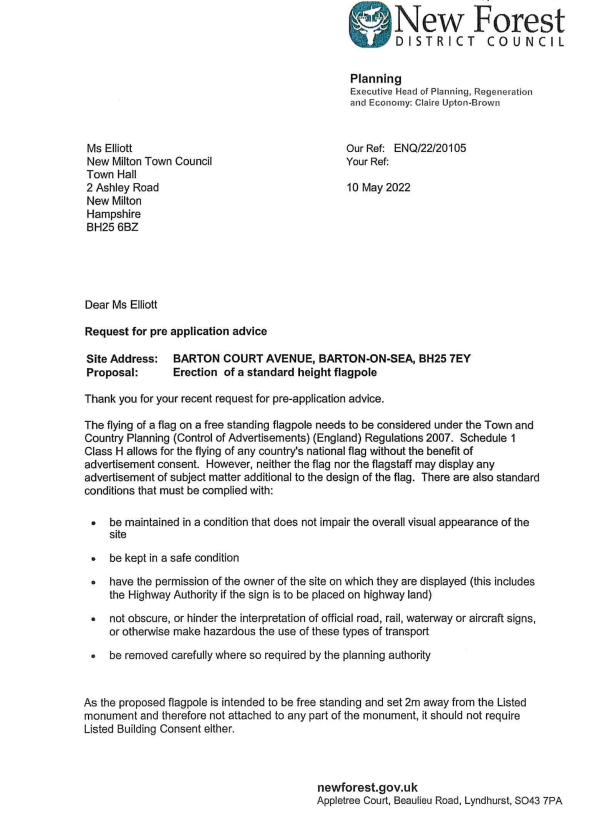 New Forest
DISTRICT COUNCIL
Planning
Executive Head of Planning, Regeneration
and Economy: Claire Upton-Brown
Ms Elliott
New Milton Town Council
Town Hall
2 Ashley Road
New Milton
Hampshire
BH25 6BZ
Our Ref: ENQ/22/20105
Your Ref:
10 May 2022
Dear Ms Elliott
Request for pre application advice
Site Address: BARTON COURT AVENUE, BARTON-ON-SEA, BH25 7EY
Proposal: Erection of a standard height flagpole
Thank you for your recent request for pre-application advice.
The flying of a flag on a free standing flagpole needs to be considered under the Town and
Country Planning (Control of Advertisements) (England) Regulations 2007. Schedule 1
Class H allows for the flying of any country's national flag without the benefit of
advertisement consent. However, neither the flag nor the flagstaff may display any
advertisement of subject matter additional to the design of the flag. There are also standard
conditions that must be complied with:
• be maintained in a condition that does not impair the overall visual appearance of the
site
• be kept in a safe condition
• have the permission of the owner of the site on which they are displayed (this includes
the Highway Authority if the sign is to be placed on highway land)
• not obscure, or hinder the interpretation of official road, rail, waterway or aircraft signs,
or otherwise make hazardous the use of these types of transport
• be removed carefully where so required by the planning authority
As the proposed flagpole is intended to be free standing and set 2m away from the Listed
monument and therefore not attached to any part of the monument, it should not require
Listed Building Consent either.
newforest.gov.uk
Appletree Court, Beaulieu Road, Lyndhurst, SO43 7PA